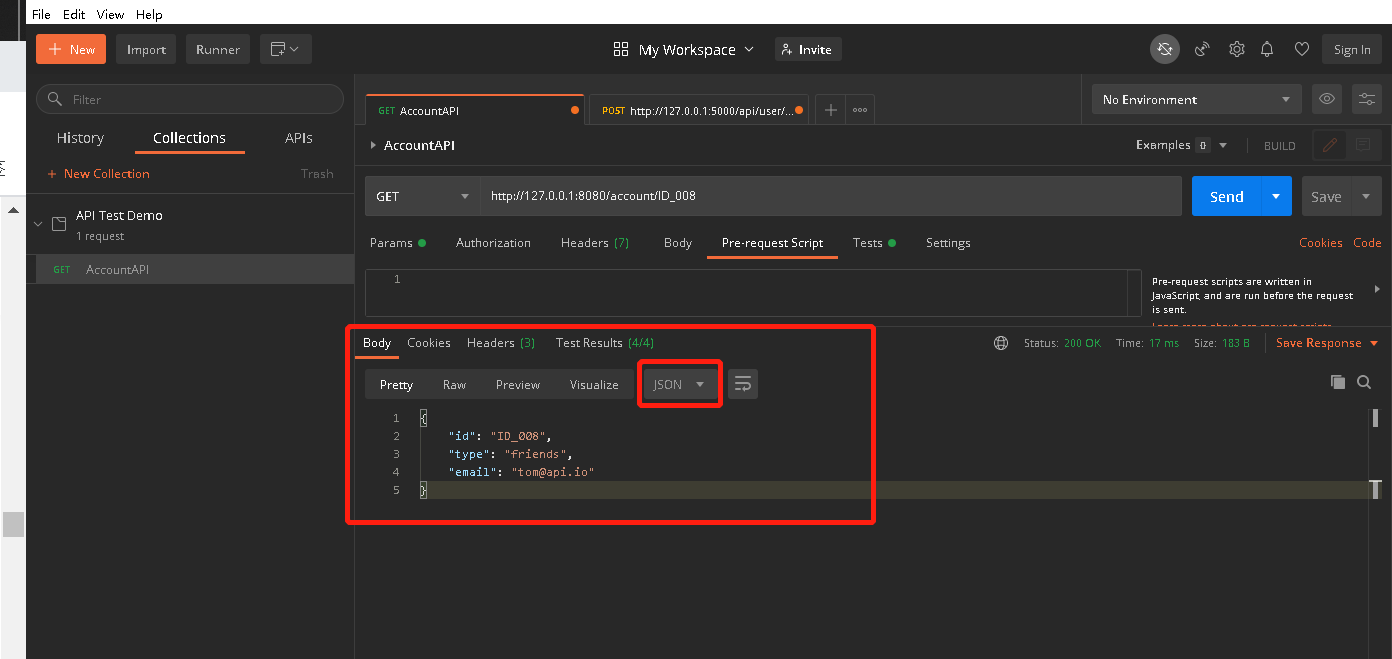 File Edit View Help
New Import Runner My Workspace Invite Sign In
Filter
History Collections APIs
New Collection Trash
API Test Demo
1 request
GET AccountAPI
GET AccountAPI POST http://127.0.0.1:5000/api/user/... No Environment
AccountAPI Examples 0 BUILD
GET http://127.0.0.1:8080/account/ID_008 Send Save
Params Authorization Headers (7) Body Pre-request Script Tests Settings Cookies Code
1
Pre-request scripts are written in
JavaScript, and are run before the request
is sent.
Learn more about pre-request scripts
Body Cookies Headers (3) Test Results (4/4) Status: 200 OK Time: 17 ms Size: 183 B Save Response
Pretty Raw Preview Visualize JSON
1 {
2 "id": "ID_008",
3 "type": "friends",
4 "email": "tom@api.io"
5 }